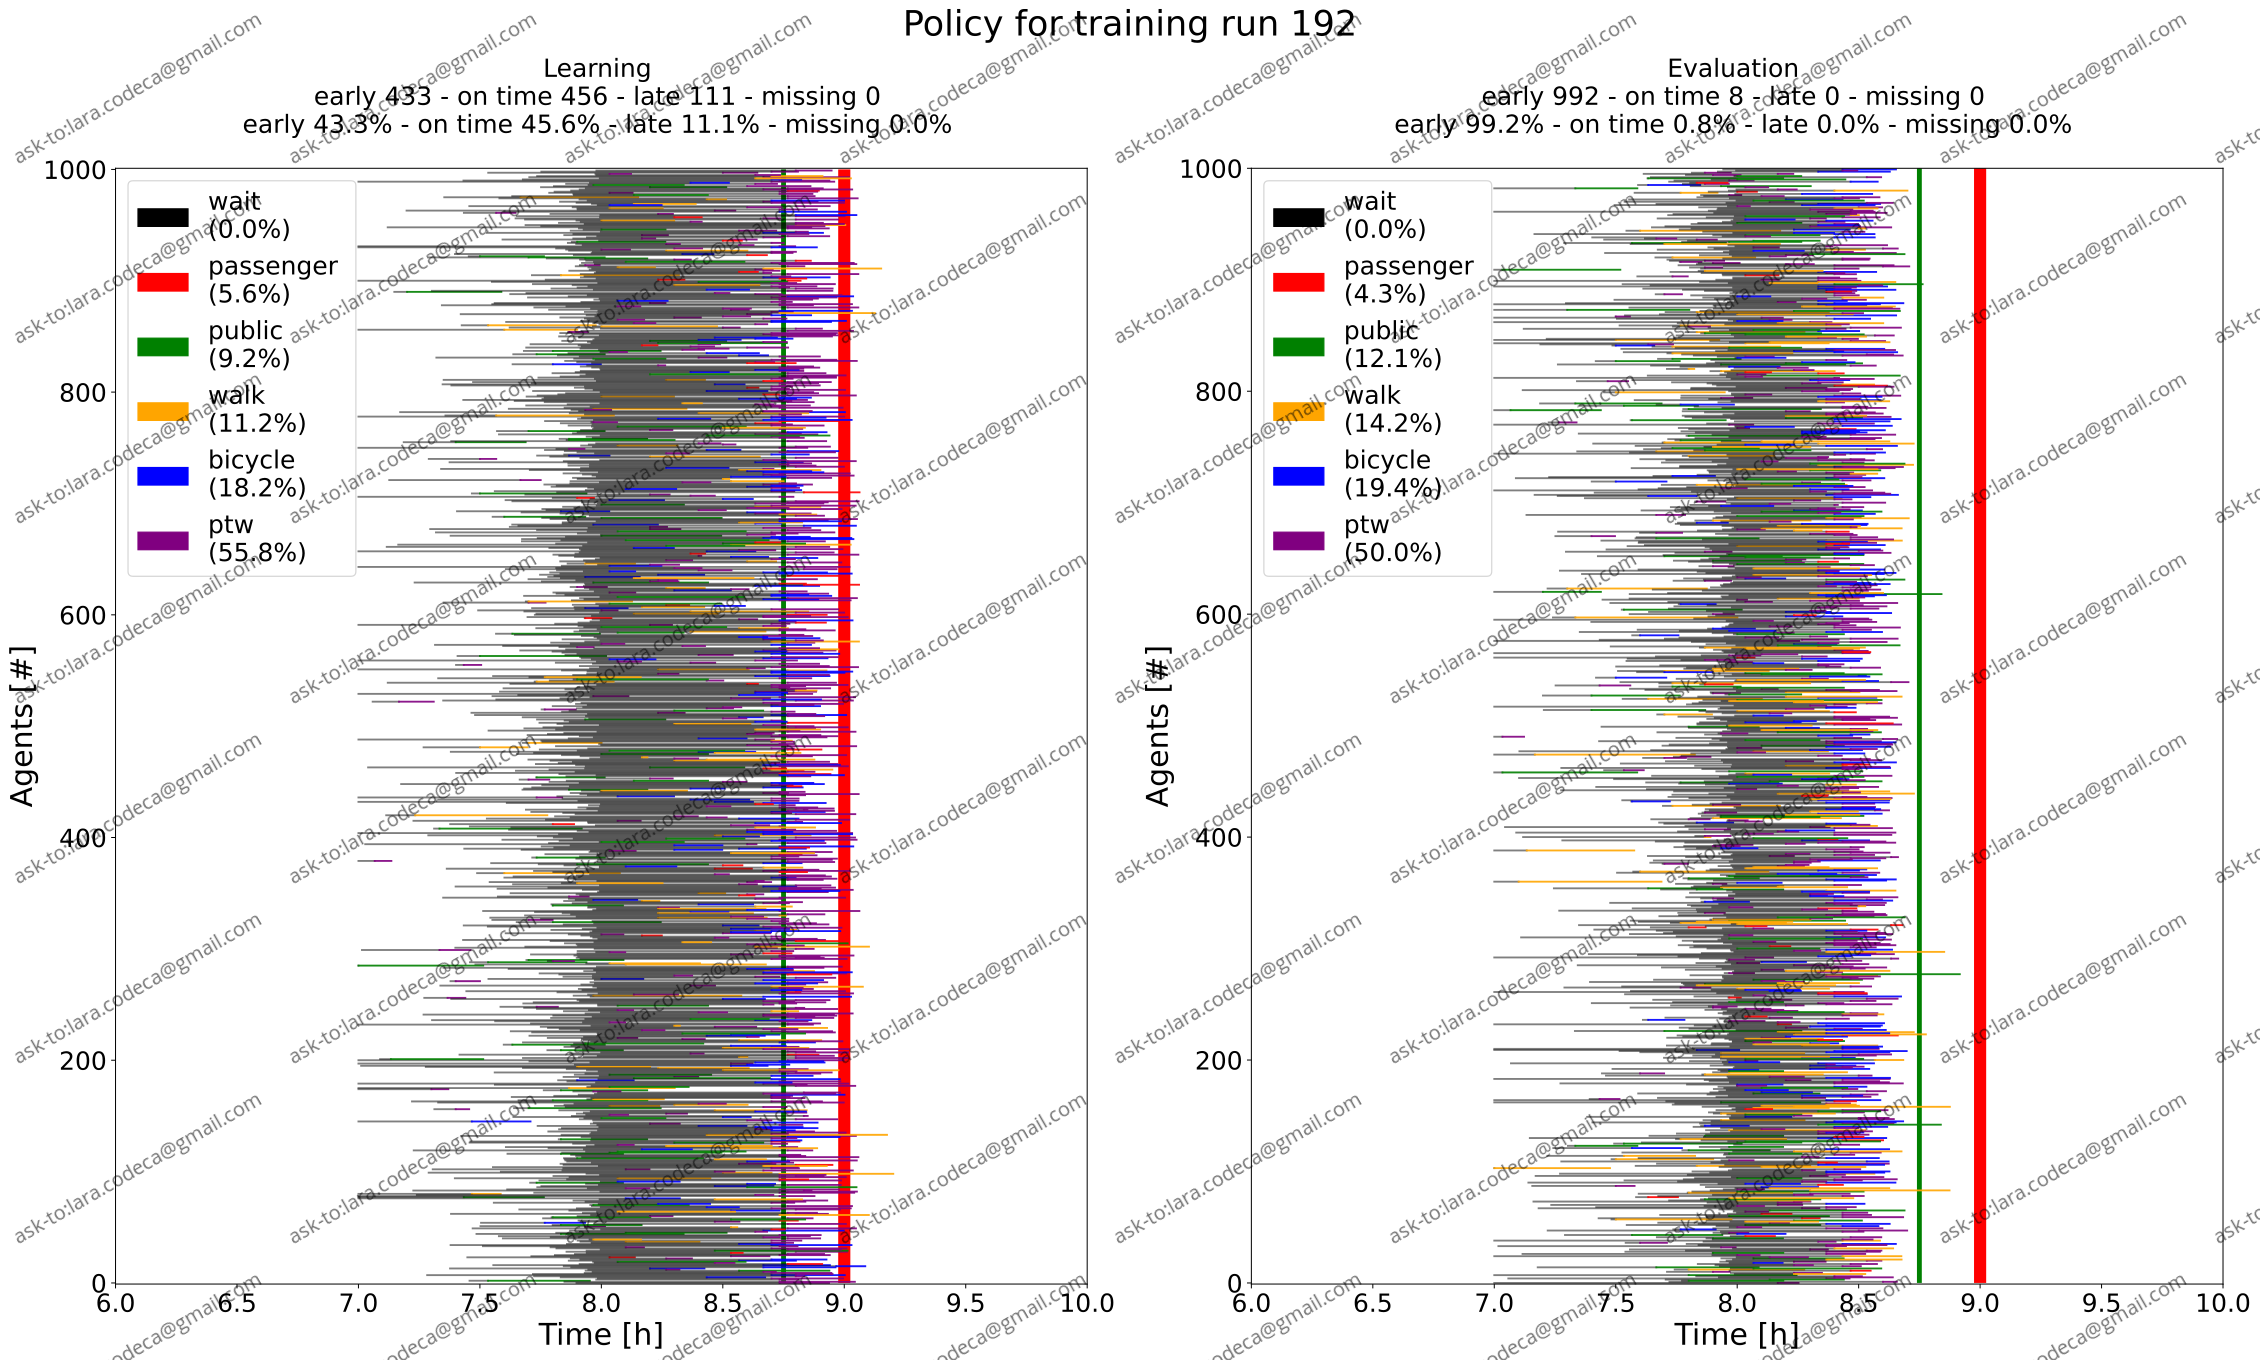 Policy for training run 192
Learning
early 433 - on time 456 - late 111 - missing 0
early 43.3% - on time 45.6% - late 11.1% - missing 0.0%
Evaluation
early 992 - on time 8 - late 0 - missing 0
early 99.2% - on time 0.8% - late 0.0% - missing 0.0%
1000
800
600
400
200
0
Agents [#]
wait
(0.0%)
passenger
(5.6%)
public
(9.2%)
walk
(11.2%)
bicycle
(18.2%)
ptw
(55.8%)
6.0 6.5 7.0 7.5 8.0 8.5 9.0 9.5 10.0
Time [h]
1000
800
600
400
200
0
Agents [#]
wait
(0.0%)
passenger
(4.3%)
public
(12.1%)
walk
(14.2%)
bicycle
(19.4%)
ptw
(50.0%)
6.0 6.5 7.0 7.5 8.0 8.5 9.0 9.5 10.0
Time [h]
ask-to:lara.codeca@gmail.com